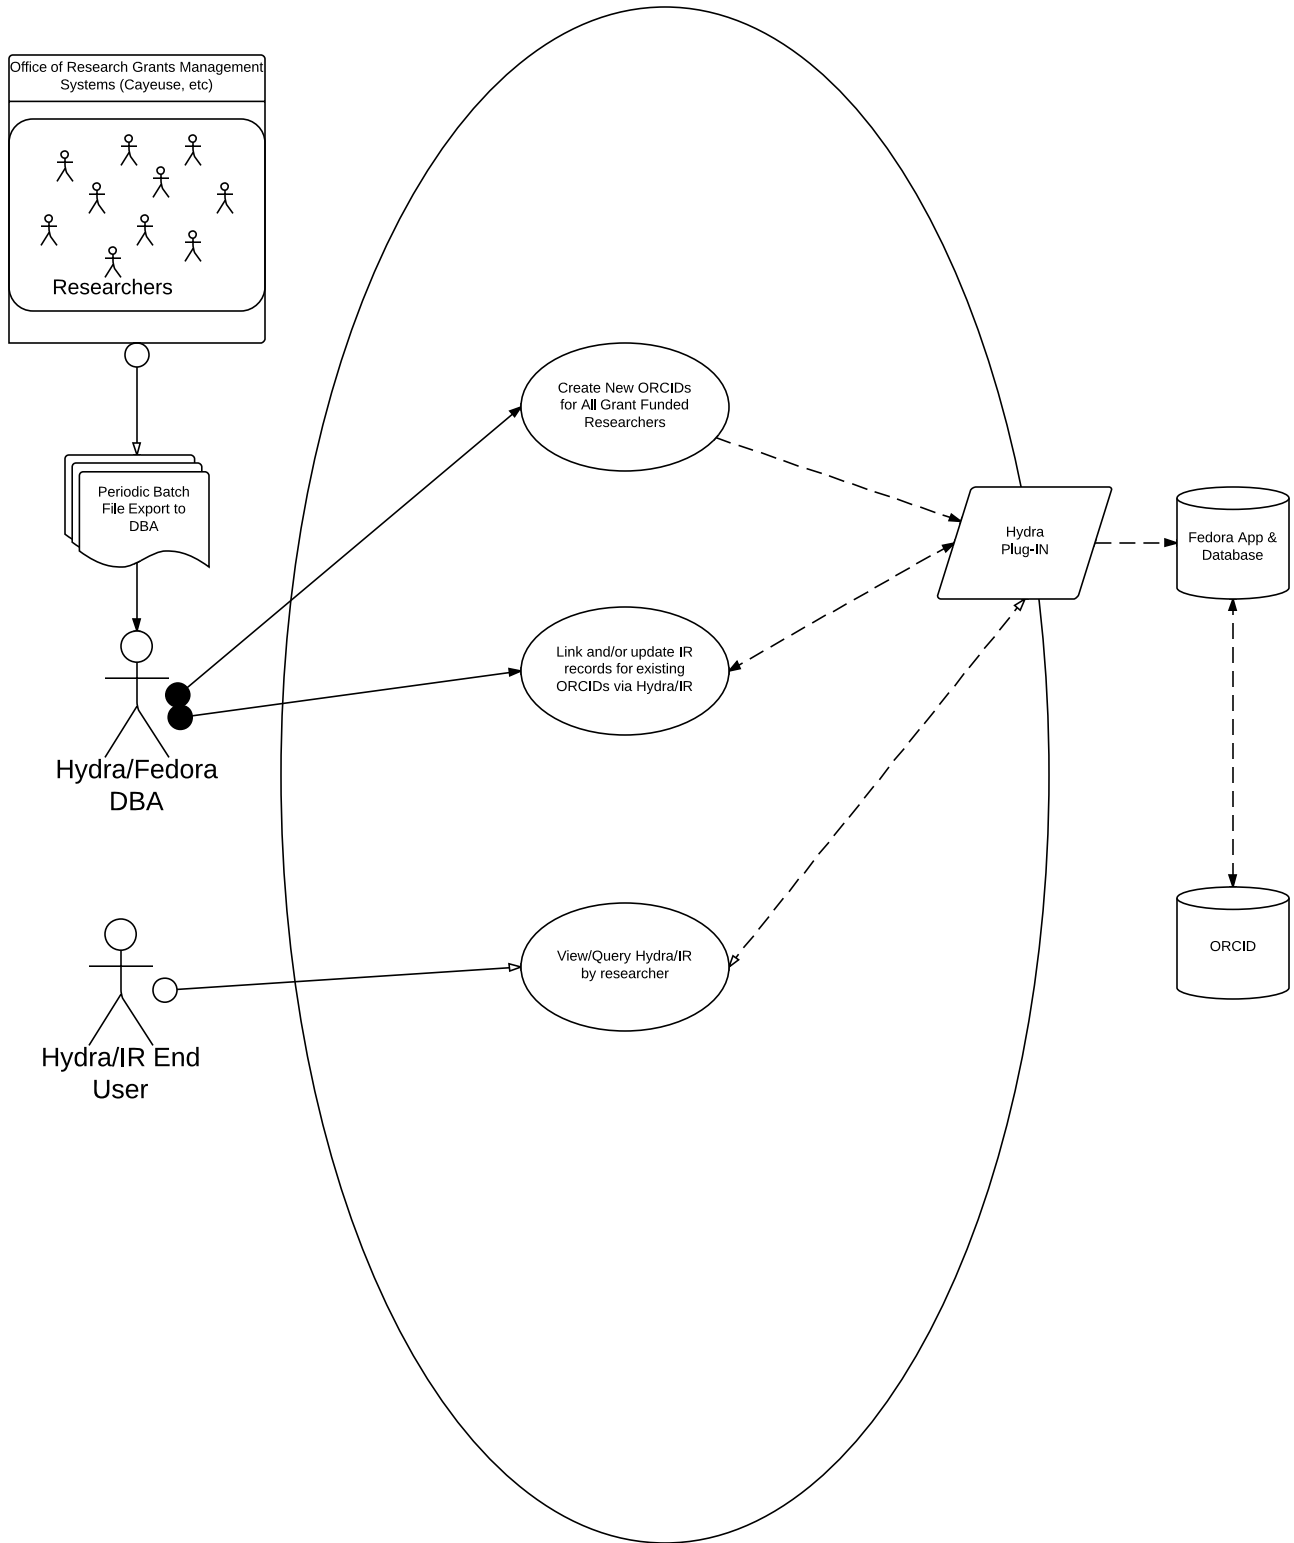 Office of Research Grants Management
Systems (Cayeuse, etc)
Researchers
Periodic Batch
File Export to
DBA
Hydra/Fedora
DBA
Hydra/IR End
User
Create New ORCIDs
for All Grant Funded
Researchers
Link and/or update IR
records for existing
ORCIDs via Hydra/IR
View/Query Hydra/IR
by researcher
Hydra
Plug-IN
Fedora App &
Database
ORCID